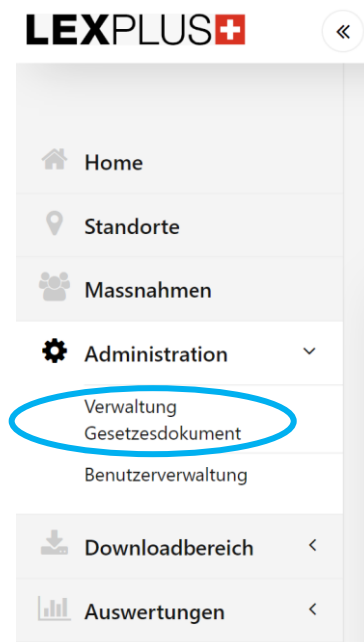 LEXPLUS
Home
Standorte
Massnahmen
Administration
Verwaltung
Gesetzesdokument
Benutzerverwaltung
Downloadbereich
Auswertungen